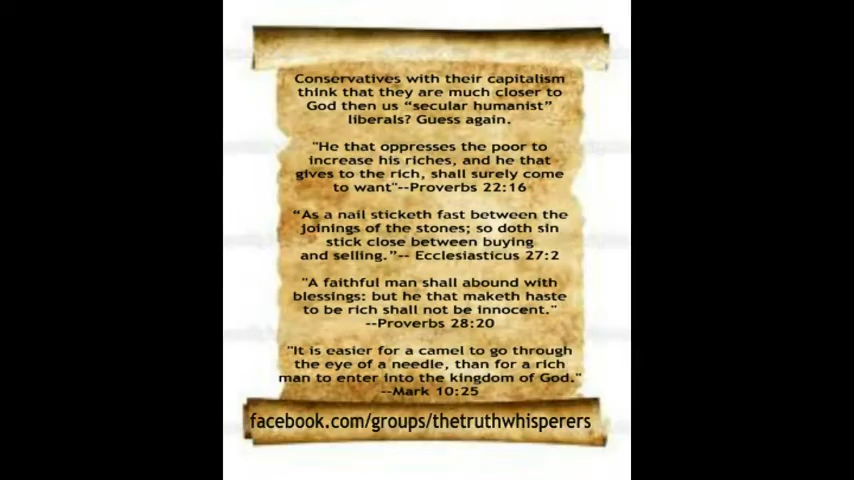 Conservatives with their capitalism
think that they are much closer to
God then us “secular humanist”
liberals? Guess again.
"He that oppresses the poor to
increase his riches, and he that
gives to the rich, shall surely come
to want"--Proverbs 22:16
“As a nail sticketh fast between the
joinings of the stones; so doth sin
stick close between buying
and selling.”-- Ecclesiasticus 27:2
"A faithful man shall abound with
blessings: but he that maketh haste
to be rich shall not be innocent."
--Proverbs 28:20
"It is easier for a camel to go through
the eye of a needle, than for a rich
man to enter into the kingdom of God."
--Mark 10:25
facebook.com/groups/thetruthwhisperers